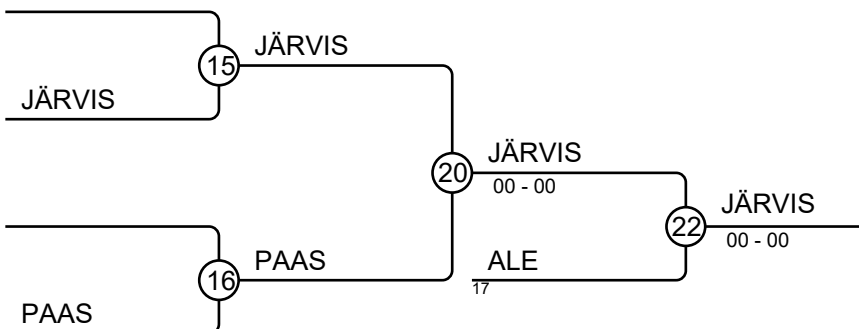 JÄRVIS
15
JÄRVIS
JÄRVIS
20
00 - 00
JÄRVIS
22
00 - 00
PAAS
16
ALE
17
PAAS